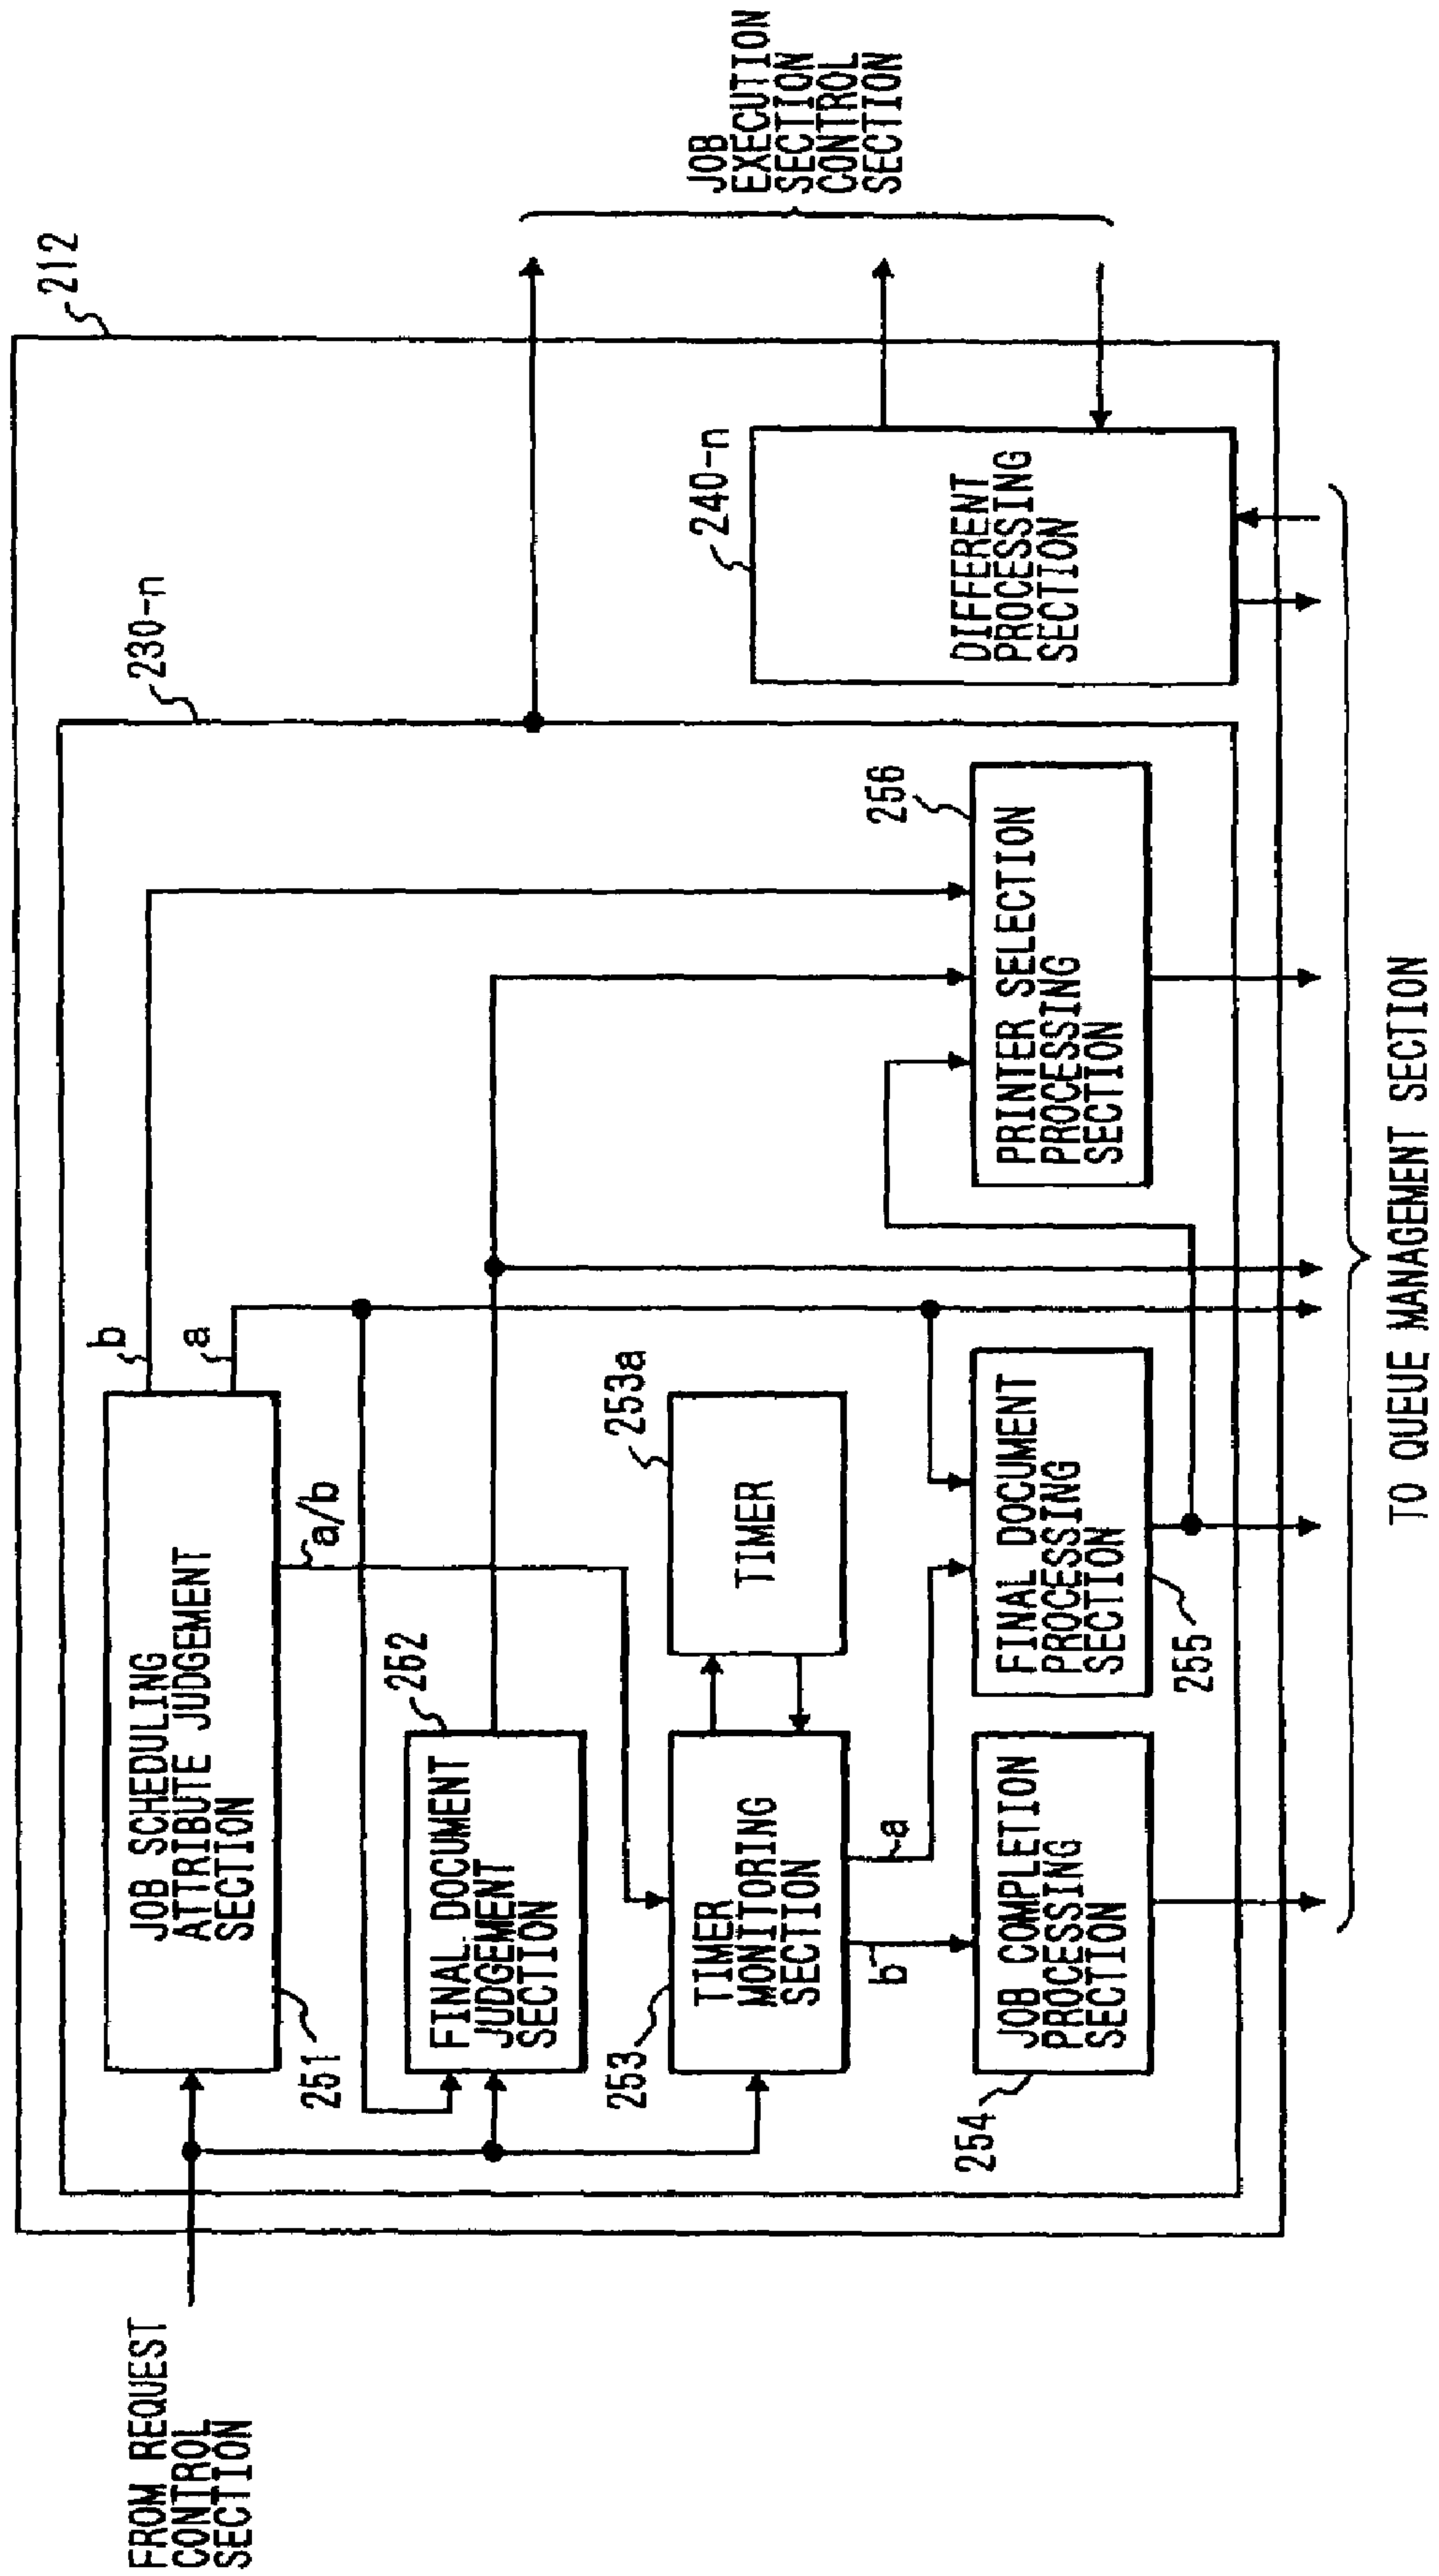 FROM REQUEST
CONTROL
SECTION
212
230-n
251
JOB SCHEDULING
ATTRIBUTE JUDGEMENT
SECTION
b
a
a/b
252
FINAL DOCUMENT
JUDGEMENT
SECTION
253
TIMER
MONITORING
SECTION
253a
TIMER
b
a
254
JOB COMPLETION
PROCESSING
SECTION
255
FINAL DOCUMENT
PROCESSING
SECTION
256
PRINTER SELECTION
PROCESSING
SECTION
240-n
DIFFERENT
PROCESSING
SECTION
JOB
EXECUTION
SECTION
CONTROL
SECTION
TO QUEUE MANAGEMENT SECTION